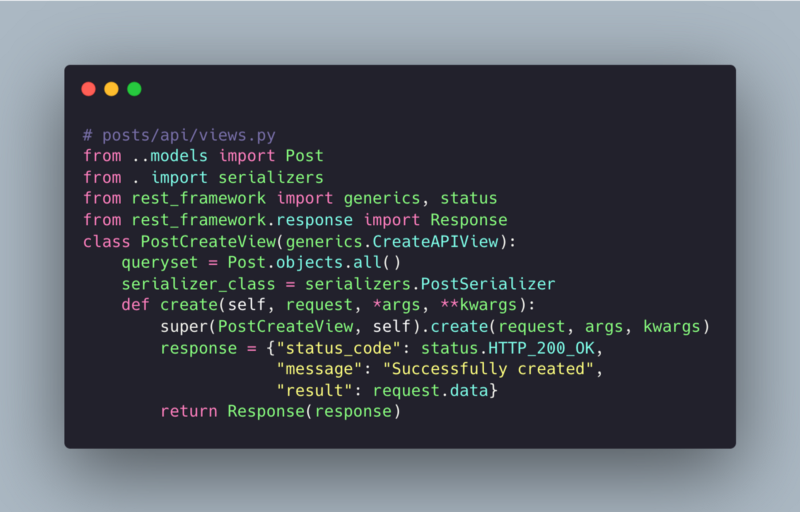 # posts/api/views.py
from ..models import Post
from . import serializers
from rest_framework import generics, status
from rest_framework.response import Response
class PostCreateView(generics.CreateAPIView):
    queryset = Post.objects.all()
    serializer_class = serializers.PostSerializer
    def create(self, request, *args, **kwargs):
        super(PostCreateView, self).create(request, args, kwargs)
        response = {"status_code": status.HTTP_200_OK,
                    "message": "Successfully created",
                    "result": request.data}
        return Response(response)